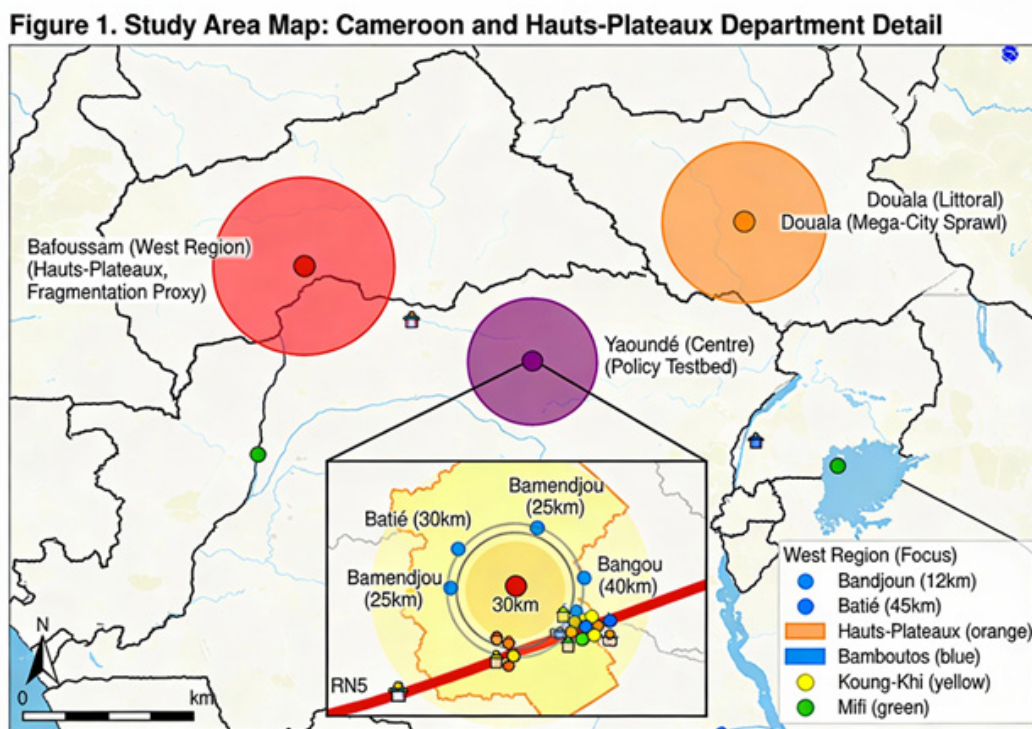 Figure 1. Study Area Map: Cameroon and Hauts-Plateaux Department Detail
Bafoussam (West Region)
(Hauts-Plateaux,
Fragmentation Proxy)
Douala (Littoral)
Douala (Mega-City Sprawl)
Yaoundé (Centre)
(Policy Testbed)
Bamendjou
(25km)
Batié (30km)
Bamendjou
(25km)
Bangou
(40km)
30km
RN5
N
0
km
West Region (Focus)
Bandjoun (12km)
Batié (45km)
Hauts-Plateaux (orange)
Bamboutos (blue)
Koung-Khi (yellow)
Mifi (green)